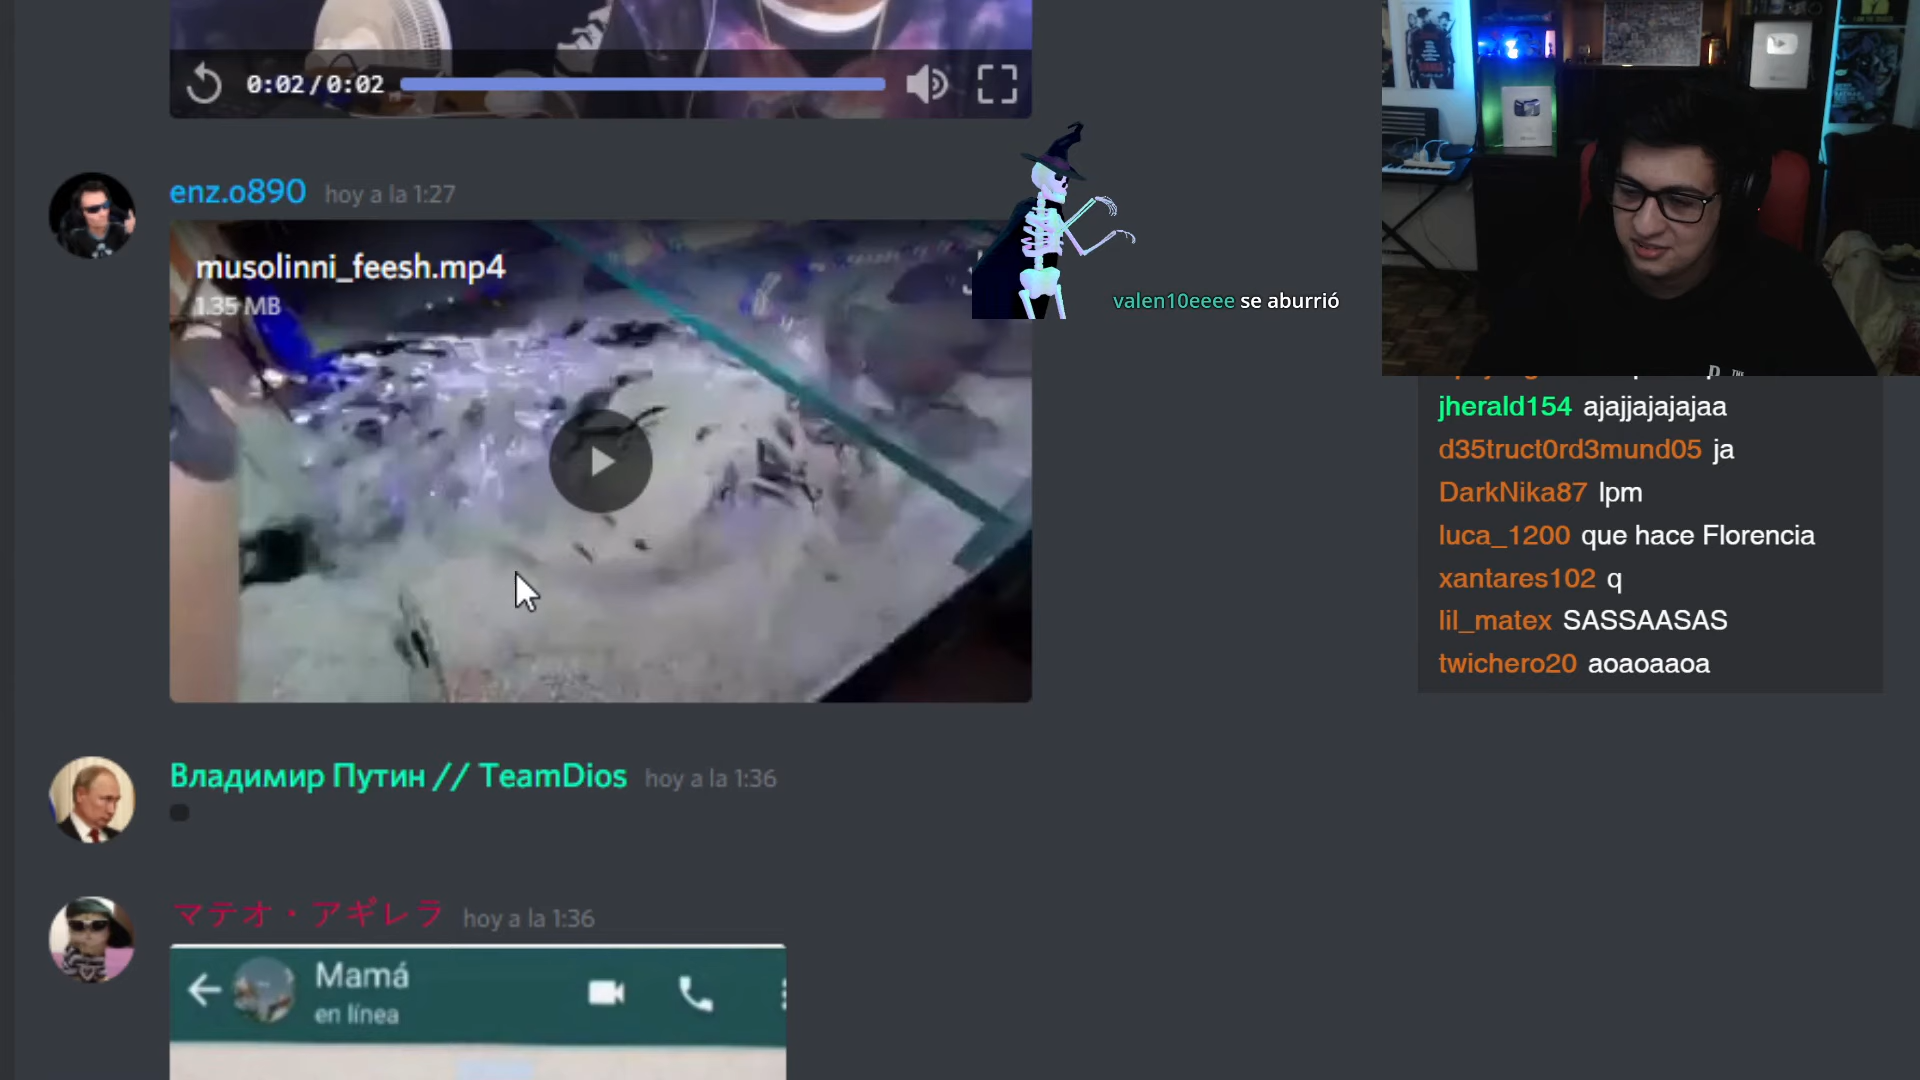 0:02/0:02
enz.o890 hoy a la 1:27
musolinni_feesh.mp4
1.35 MB
valen10eeee se aburrió
jherald154 ajajjajajajaa
d35truct0rd3mund05 ja
DarkNika87 lpm
luca_1200 que hace Florencia
xantares102 q
lil_matex SASSAASAS
twichero20 aoaoaaoa
Владимир Путин // TeamDios hoy a la 1:36
マテオ・アギレラ hoy a la 1:36
Mamá
en línea